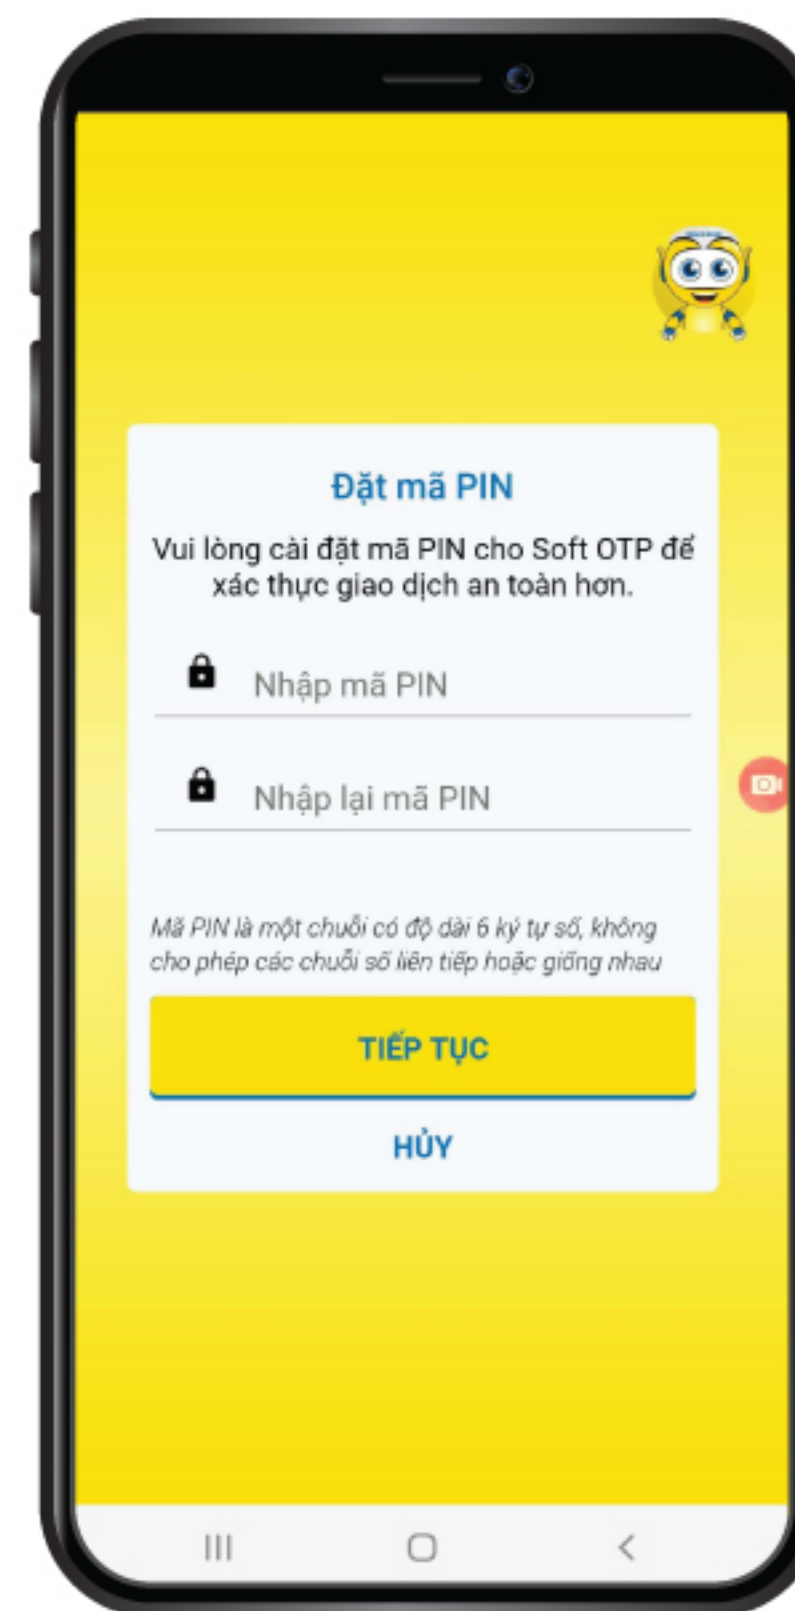 Đặt mã PIN
Vui lòng cài đặt mã PIN cho Soft OTP để
xác thực giao dịch an toàn hơn.
Nhập mã PIN
Nhập lại mã PIN
Mã PIN là một chuỗi có độ dài 6 ký tự số, không
cho phép các chuỗi số liên tiếp hoặc giống nhau
TIẾP TỤC
HỦY